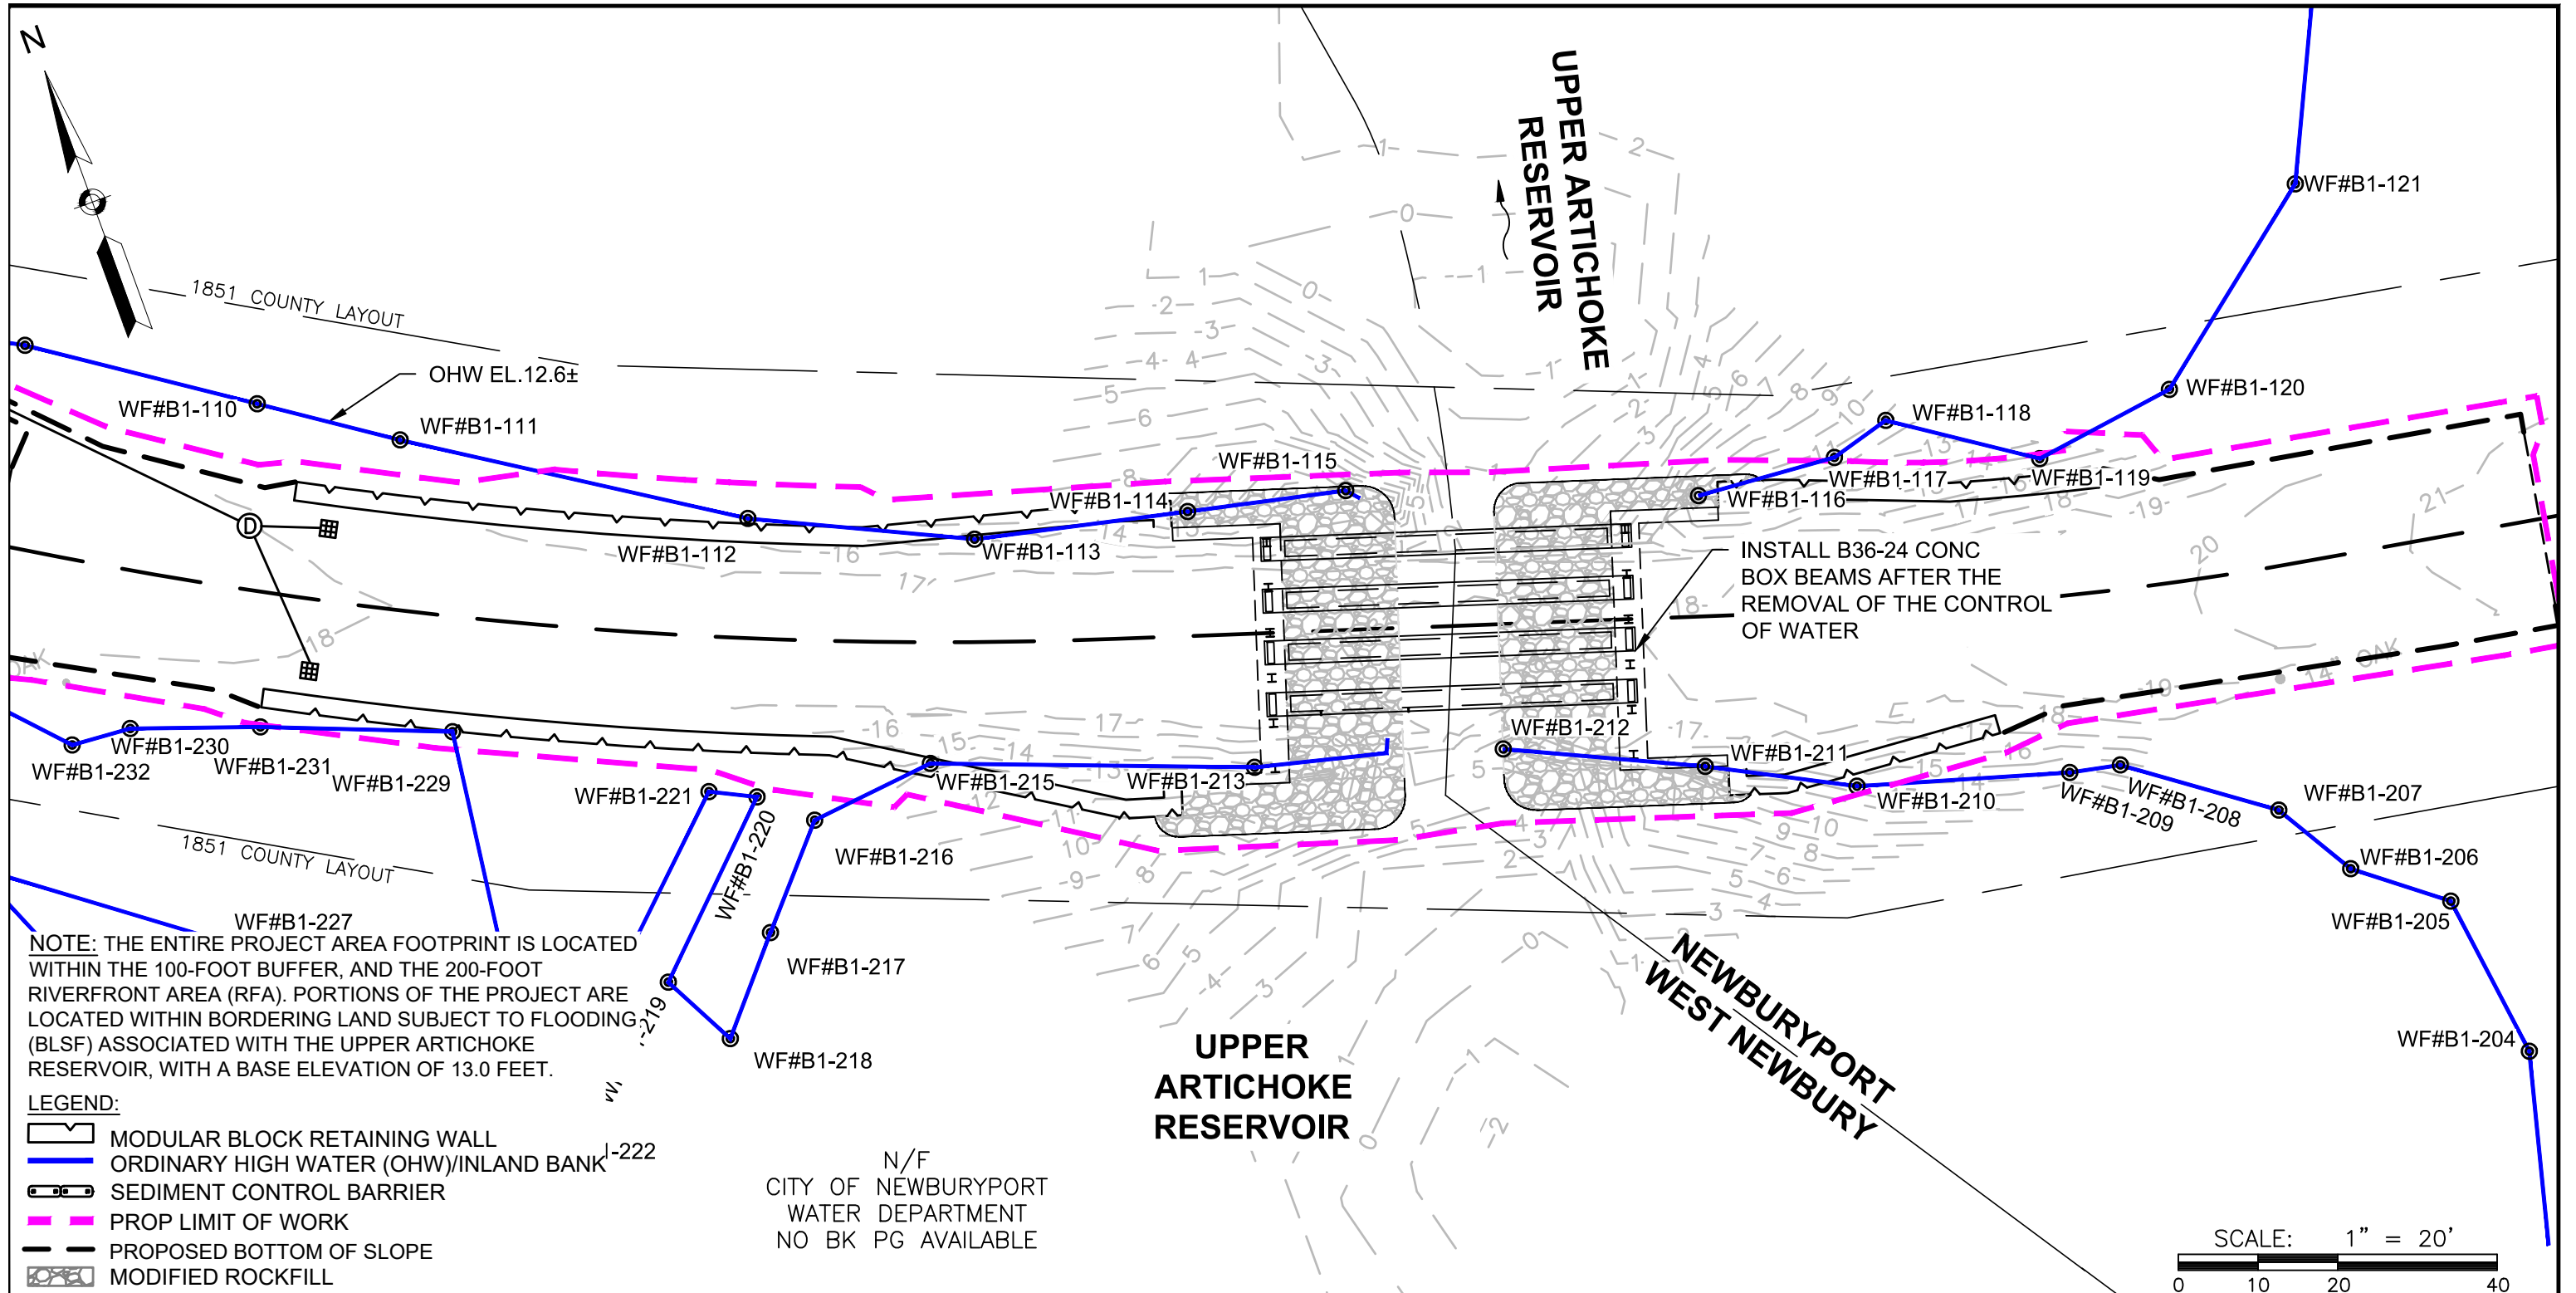 N
UPPER ARTICHOKE
RESERVOIR
WF#B1-121
1851 COUNTY LAYOUT
OHW EL.12.6±
WF#B1-110
WF#B1-111
WF#B1-112
WF#B1-113
WF#B1-114
WF#B1-115
WF#B1-116
WF#B1-117
WF#B1-118
WF#B1-119
WF#B1-120
D
INSTALL B36-24 CONC
BOX BEAMS AFTER THE
REMOVAL OF THE CONTROL
OF WATER
OAK
14" OAK
WF#B1-232
WF#B1-230
WF#B1-231
WF#B1-229
WF#B1-221
WF#B1-220
WF#B1-215
WF#B1-213
WF#B1-212
WF#B1-211
WF#B1-210
WF#B1-209
WF#B1-208
WF#B1-207
WF#B1-206
WF#B1-205
WF#B1-204
WF#B1-216
WF#B1-217
WF#B1-218
-219
1851 COUNTY LAYOUT
WF#B1-227
NOTE: THE ENTIRE PROJECT AREA FOOTPRINT IS LOCATED
WITHIN THE 100-FOOT BUFFER, AND THE 200-FOOT
RIVERFRONT AREA (RFA). PORTIONS OF THE PROJECT ARE
LOCATED WITHIN BORDERING LAND SUBJECT TO FLOODING
(BLSF) ASSOCIATED WITH THE UPPER ARTICHOKE
RESERVOIR, WITH A BASE ELEVATION OF 13.0 FEET.
LEGEND:
MODULAR BLOCK RETAINING WALL
ORDINARY HIGH WATER (OHW)/INLAND BANK
-222
SEDIMENT CONTROL BARRIER
PROP LIMIT OF WORK
PROPOSED BOTTOM OF SLOPE
MODIFIED ROCKFILL
UPPER
ARTICHOKE
RESERVOIR
N/F
CITY OF NEWBURYPORT
WATER DEPARTMENT
NO BK PG AVAILABLE
NEWBURYPORT
WEST NEWBURY
SCALE: 1" = 20'
0 10 20 40